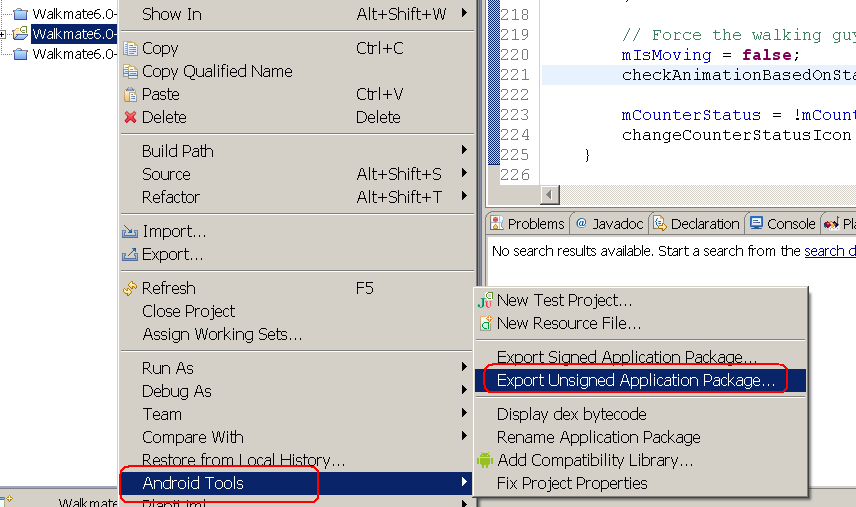 Walkmate6.0-
Walkmate6.0-
Walkmate6.0-
Show In Alt+Shift+W
Copy Ctrl+C
Copy Qualified Name
Paste Ctrl+V
Delete Delete
Build Path
Source Alt+Shift+S
Refactor Alt+Shift+T
Import...
Export...
Refresh F5
Close Project
Assign Working Sets...
Run As
Debug As
Team
Compare With
Restore from Local History...
Android Tools
PlantUml
Walkmate-6
218
219 // Force the walking guy
220 mIsMoving = false;
221 checkAnimationBasedOnSta
222
223 mCounterStatus = !mCount
224 changeCounterStatusIcon
225 }
226
Problems @ Javadoc Declaration Console Pla
No search results available. Start a search from the search d
New Test Project...
New Resource File...
Export Signed Application Package...
Export Unsigned Application Package...
Display dex bytecode
Rename Application Package
Add Compatibility Library...
Fix Project Properties